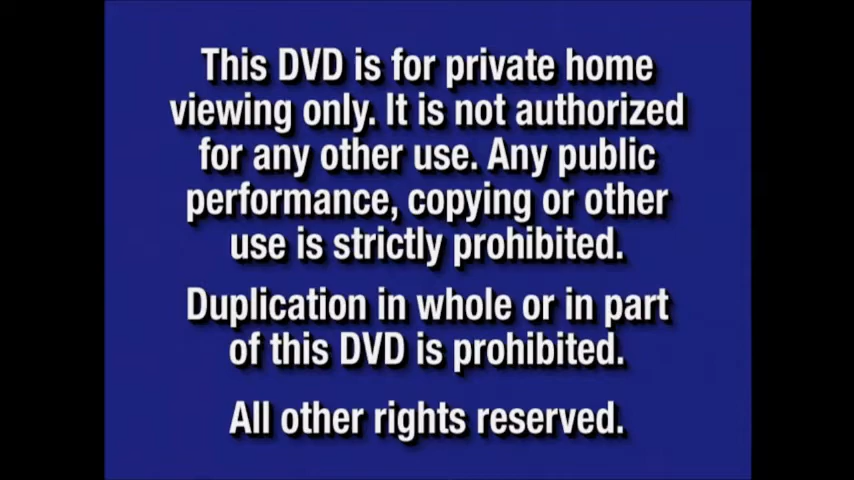 This DVD is for private home
viewing only. It is not authorized
for any other use. Any public
performance, copying or other
use is strictly prohibited.
Duplication in whole or in part
of this DVD is prohibited.
All other rights reserved.